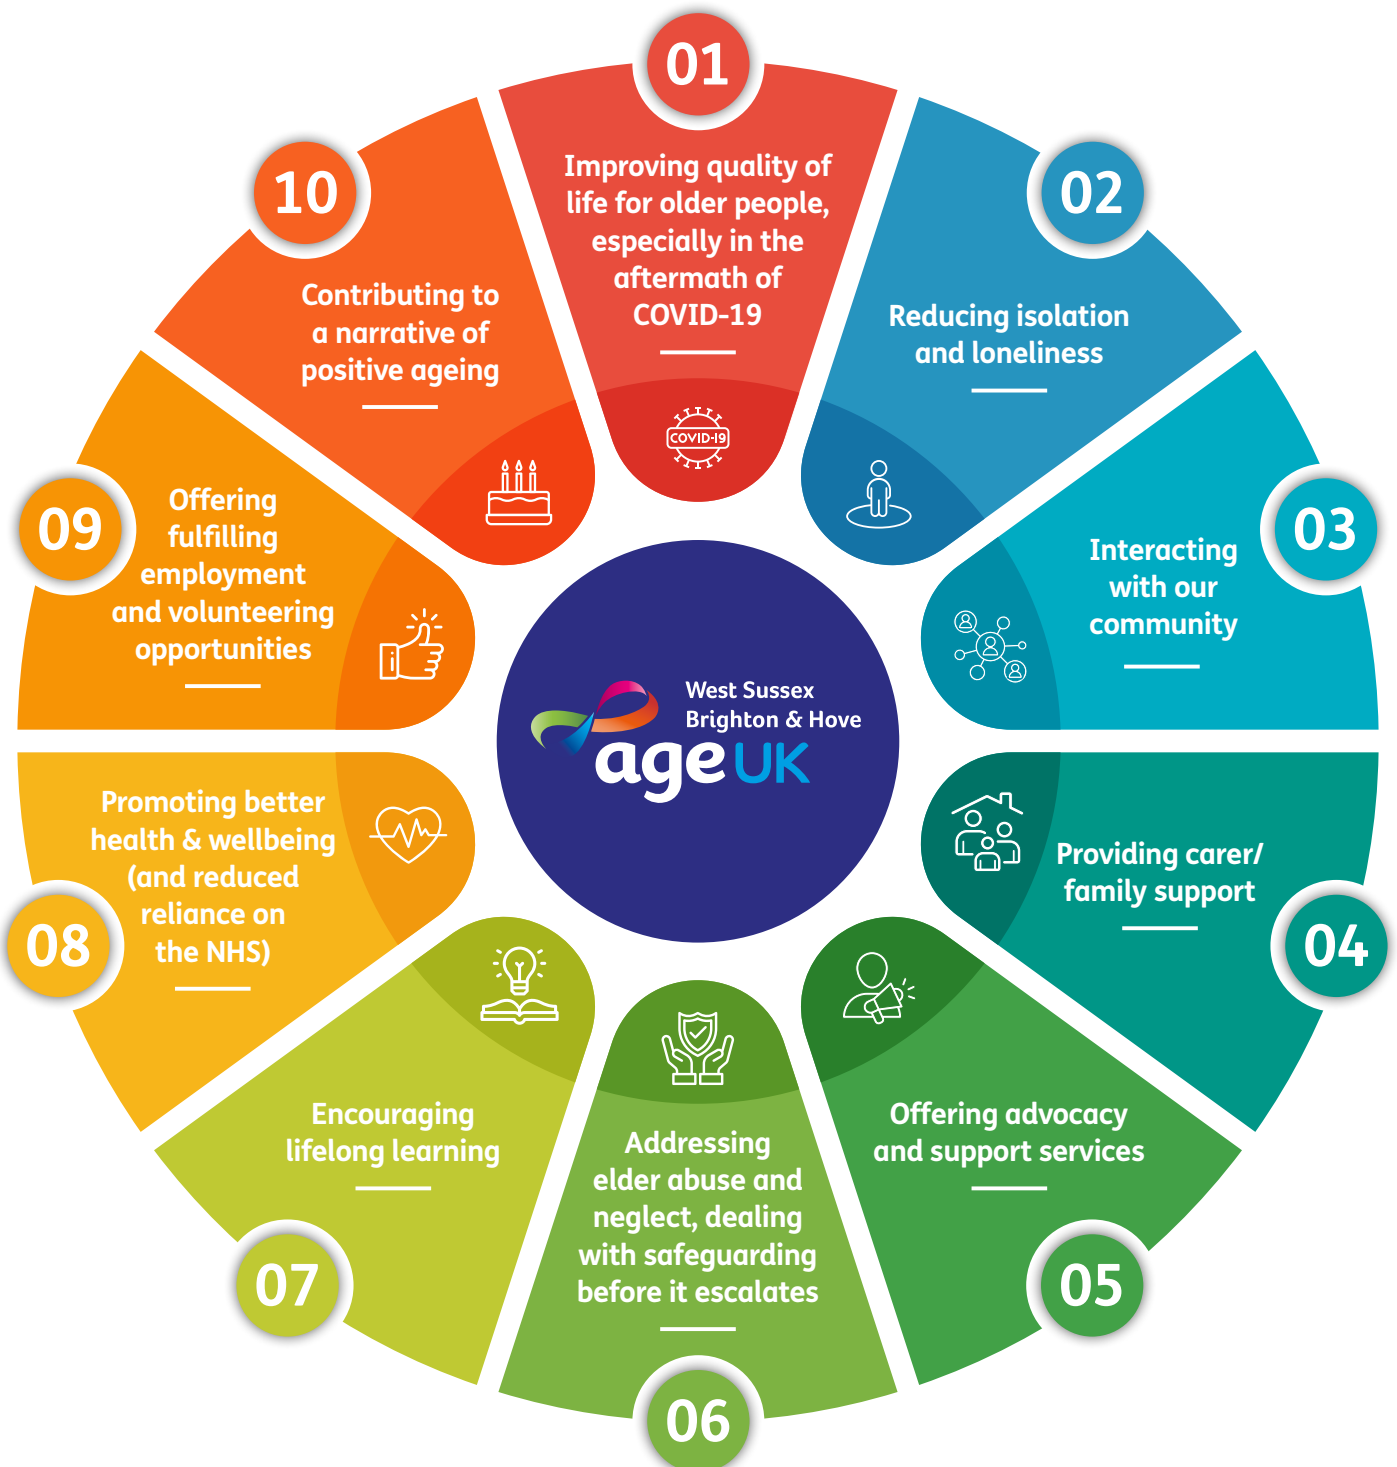 01
Improving quality of
life for older people,
especially in the
aftermath of
COVID-19
COVID-19
02
Reducing isolation
and loneliness
03
Interacting
with our
community
04
Providing carer/
family support
05
Offering advocacy
and support services
06
Addressing
elder abuse and
neglect, dealing
with safeguarding
before it escalates
07
Encouraging
lifelong learning
08
Promoting better
health & wellbeing
(and reduced
reliance on
the NHS)
09
Offering
fulfilling
employment
and volunteering
opportunities
10
Contributing to
a narrative of
positive ageing
West Sussex
Brighton & Hove
age UK